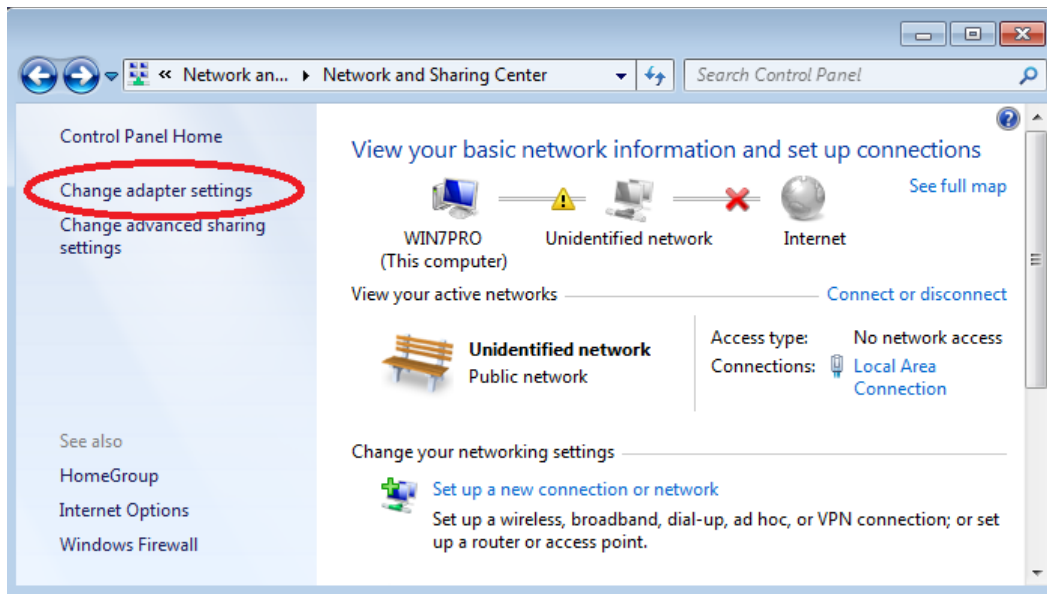 « Network an... ▸ Network and Sharing Center
Search Control Panel
Control Panel Home
Change adapter settings
Change advanced sharing
settings
See also
HomeGroup
Internet Options
Windows Firewall
View your basic network information and set up connections
See full map
WIN7PRO
(This computer)
Unidentified network
Internet
View your active networks
Connect or disconnect
Unidentified network
Public network
Access type: No network access
Connections: Local Area
Connection
Change your networking settings
Set up a new connection or network
Set up a wireless, broadband, dial-up, ad hoc, or VPN connection; or set
up a router or access point.